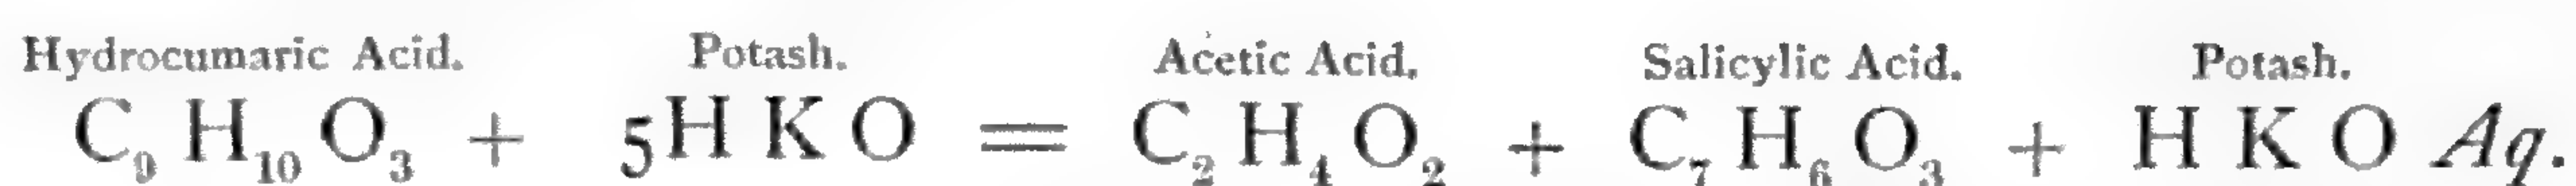 Hydrocumaric Acid. Potash. Acetic Acid. Salicylic Acid. Potash.
C₉ H₁₀ O₃ + 5H K O = C₂ H₄ O₂ + C₇ H₆ O₃ + H K O Aq.